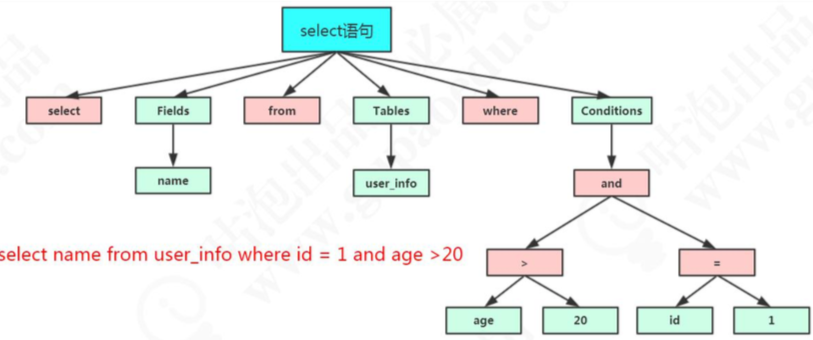 select语句
select Fields from Tables where Conditions
name user_info and
select name from user_info where id = 1 and age >20
> =
age 20 id 1